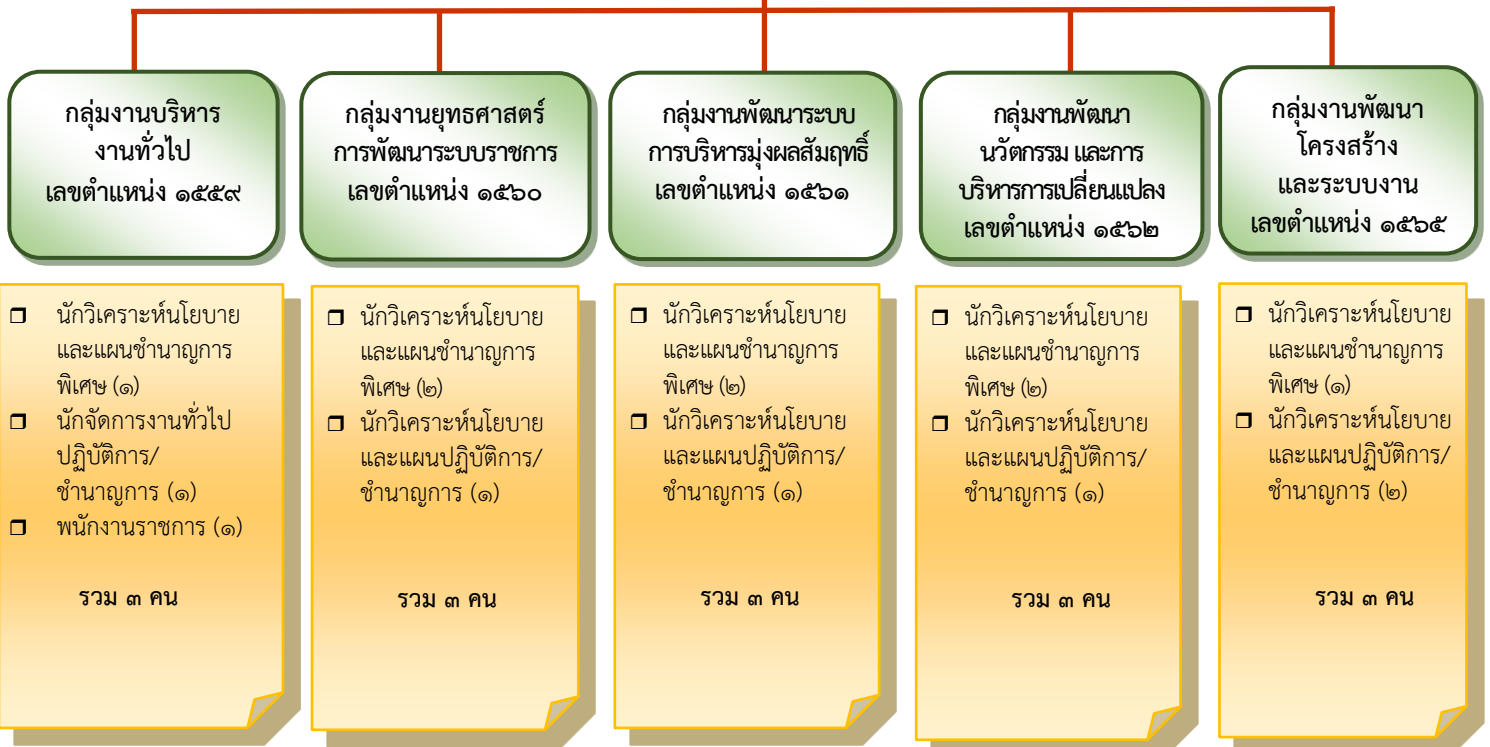 กลุ่มงานบริหาร
งานทั่วไป
เลขตำแหน่ง ๑๕๕๙
กลุ่มงานยุทธศาสตร์
การพัฒนาระบบราชการ
เลขตำแหน่ง ๑๕๖๐
กลุ่มงานพัฒนาระบบ
การบริหารมุ่งผลสัมฤทธิ์
เลขตำแหน่ง ๑๕๖๑
กลุ่มงานพัฒนา
นวัตกรรม และการ
บริหารการเปลี่ยนแปลง
เลขตำแหน่ง ๑๕๖๒
กลุ่มงานพัฒนา
โครงสร้าง
และระบบงาน
เลขตำแหน่ง ๑๕๖๕
❒ นักวิเคราะห์นโยบาย
และแผนชำนาญการ
พิเศษ (๑)
❒ นักจัดการงานทั่วไป
ปฏิบัติการ/
ชำนาญการ (๑)
❒ พนักงานราชการ (๑)
รวม ๓ คน
❒ นักวิเคราะห์นโยบาย
และแผนชำนาญการ
พิเศษ (๒)
❒ นักวิเคราะห์นโยบาย
และแผนปฏิบัติการ/
ชำนาญการ (๑)
รวม ๓ คน
❒ นักวิเคราะห์นโยบาย
และแผนชำนาญการ
พิเศษ (๒)
❒ นักวิเคราะห์นโยบาย
และแผนปฏิบัติการ/
ชำนาญการ (๑)
รวม ๓ คน
❒ นักวิเคราะห์นโยบาย
และแผนชำนาญการ
พิเศษ (๒)
❒ นักวิเคราะห์นโยบาย
และแผนปฏิบัติการ/
ชำนาญการ (๑)
รวม ๓ คน
❒ นักวิเคราะห์นโยบาย
และแผนชำนาญการ
พิเศษ (๑)
❒ นักวิเคราะห์นโยบาย
และแผนปฏิบัติการ/
ชำนาญการ (๒)
รวม ๓ คน